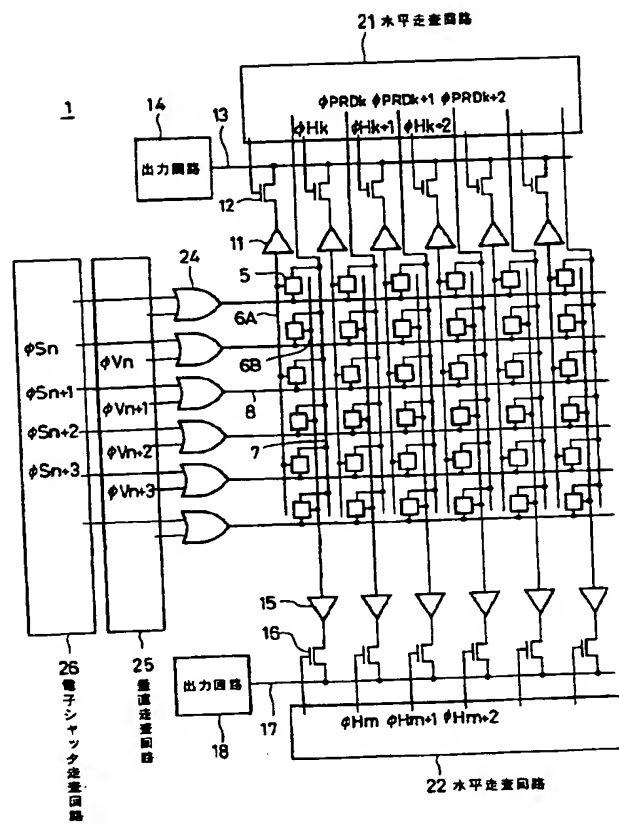 21 水平走査回路
1
14
13
出力回路
φPRDk φPRDk+1 φPRDk+2
φHk φHk+1 φHk+2
12
11
24
5
6A
6B
8
7
φSn
φSn+1
φSn+2
φSn+3
φVn
φVn+1
φVn+2
φVn+3
15
16
出力回路
17
18
φHm φHm+1 φHm+2
22 水平走査回路
26 電子シャッタ走査回路
25 垂直走査回路